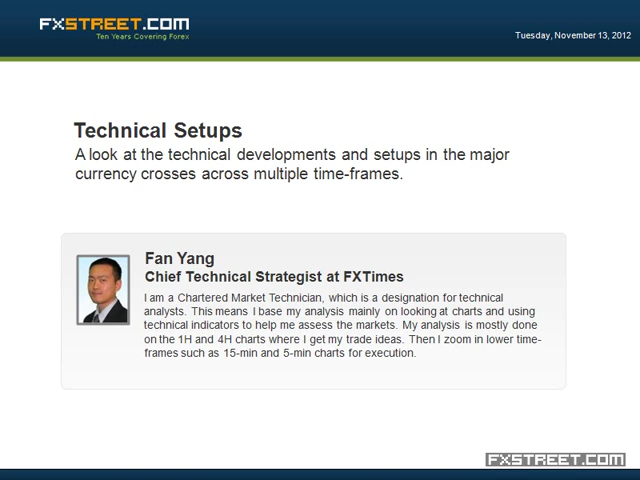 FXSTREET.COM
Ten Years Covering Forex
Tuesday, November 13, 2012
Technical Setups
A look at the technical developments and setups in the major
currency crosses across multiple time-frames.
Fan Yang
Chief Technical Strategist at FXTimes
I am a Chartered Market Technician, which is a designation for technical
analysts. This means I base my analysis mainly on looking at charts and using
technical indicators to help me assess the markets. My analysis is mostly done
on the 1H and 4H charts where I get my trade ideas. Then I zoom in lower time-
frames such as 15-min and 5-min charts for execution.
FXSTREET.COM